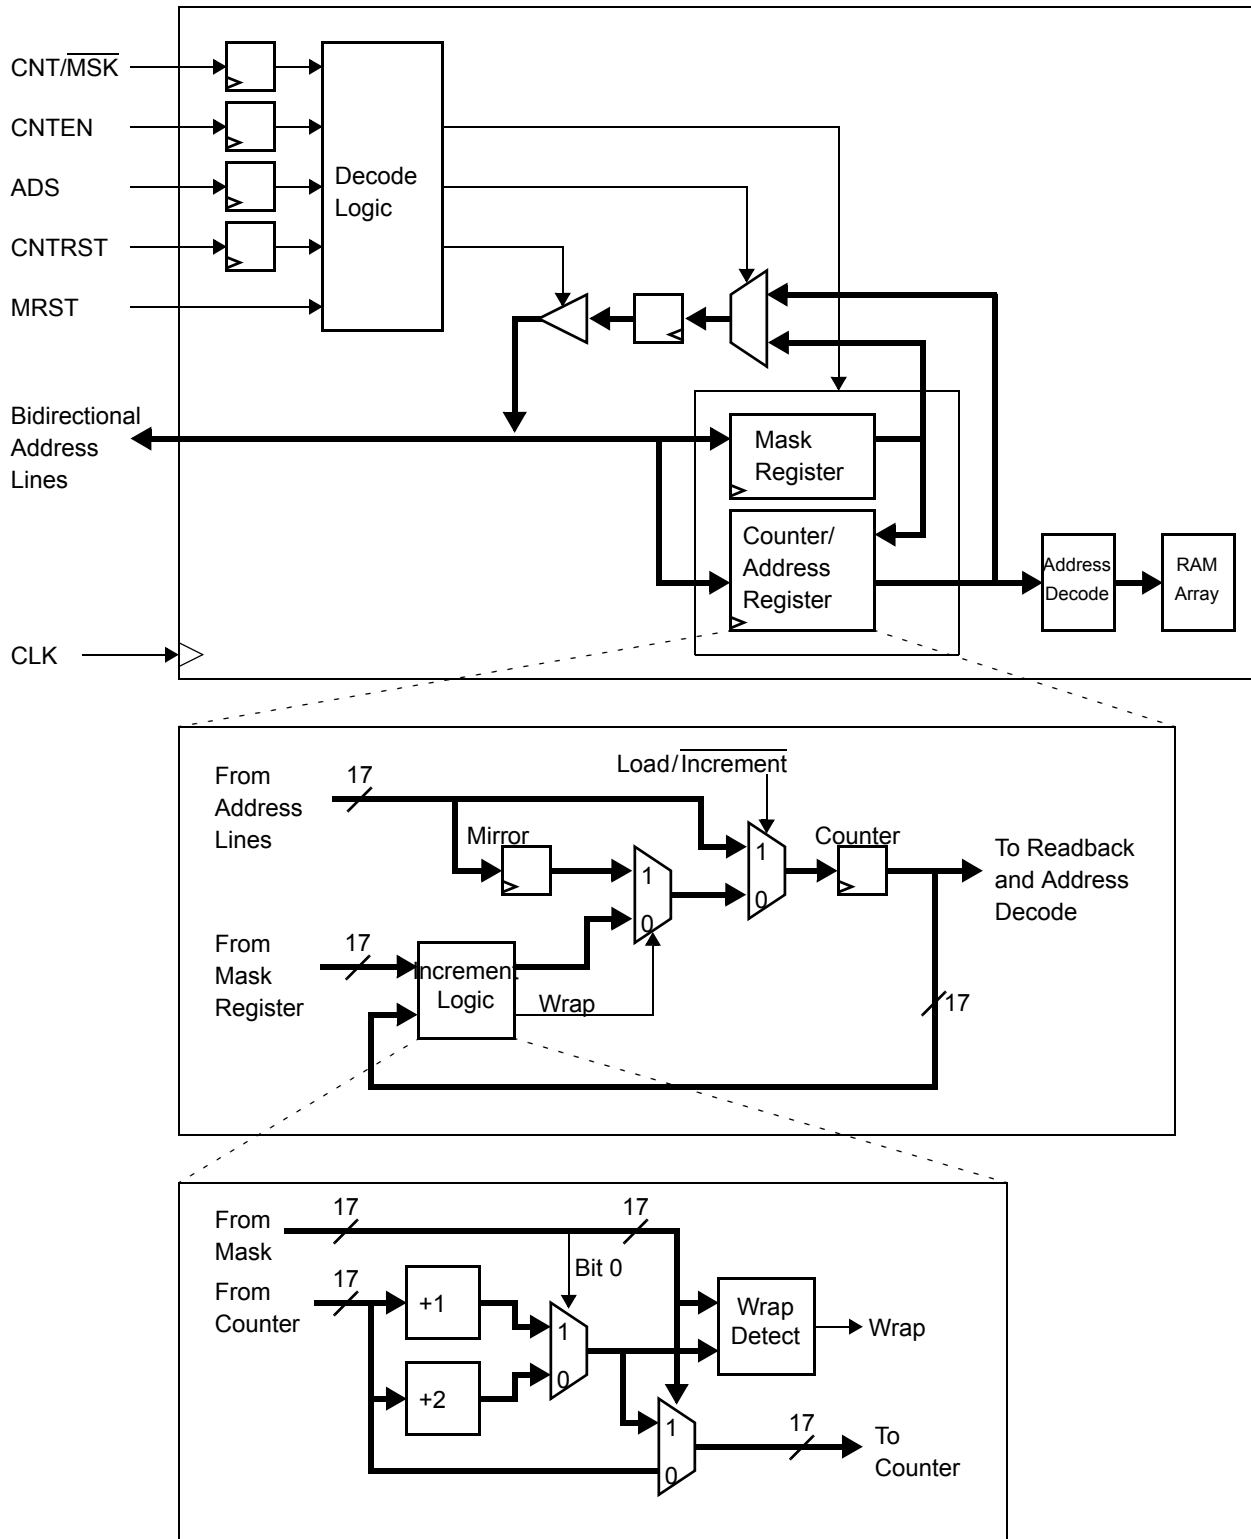 CNT/MSK
CNTEN
ADS
CNTRST
MRST
Decode
Logic
Bidirectional
Address
Lines
Mask
Register
Counter/
Address
Register
Address
Decode
RAM
Array
CLK
From
Address
Lines
17
Load/Increment
Mirror
1
0
1
0
Counter
To Readback
and Address
Decode
From
Mask
Register
17
Increment
Logic
Wrap
17
From
Mask
17
17
Bit 0
From
Counter
17
+1
+2
1
0
Wrap
Detect
Wrap
1
0
17
To
Counter